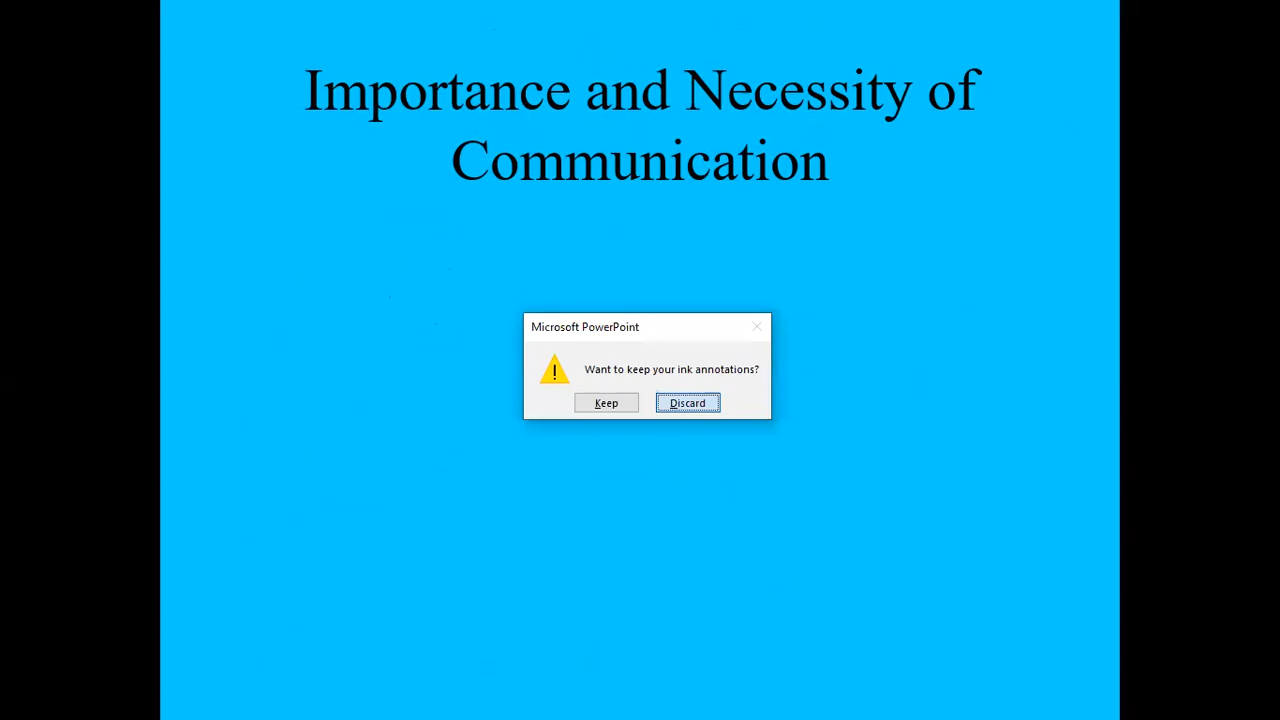 Importance and Necessity of
Communication
Microsoft PowerPoint
Want to keep your ink annotations?
Keep
Discard